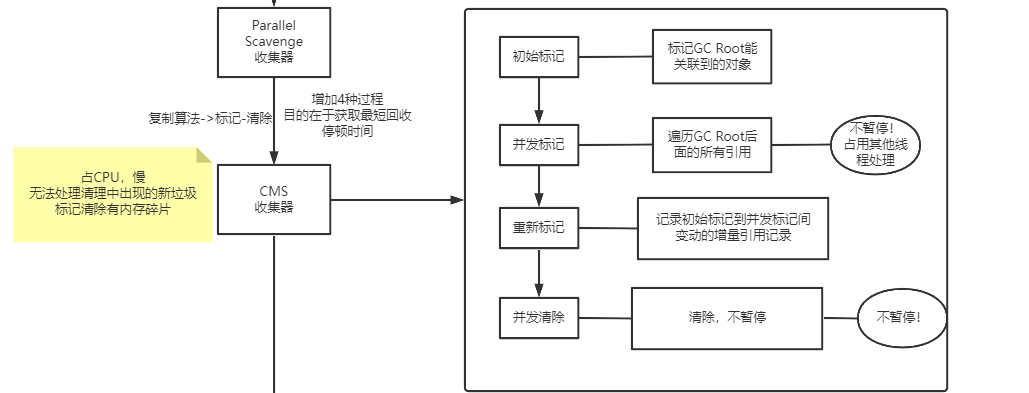 Parallel
Scavenge
收集器
复制算法->标记-清除
增加4种过程
目的在于获取最短回收
停顿时间
占CPU，慢
无法处理清理中出现的新垃圾
标记清除有内存碎片
CMS
收集器
初始标记
标记GC Root能
关联到的对象
并发标记
遍历GC Root后
面的所有引用
不暂停！
占用其他线
程处理
重新标记
记录初始标记到并发标记间
变动的增量引用记录
并发清除
清除，不暂停
不暂停！